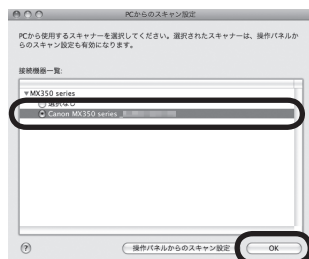 PCからのスキャン設定
PCから使用するスキャナーを選択してください。選択されたスキャナーは、操作パネルか
らのスキャン設定も有効になります。
接続機器一覧:
▼MX350 series
選択なし
Canon MX350 series _
? 操作パネルからのスキャン設定 OK